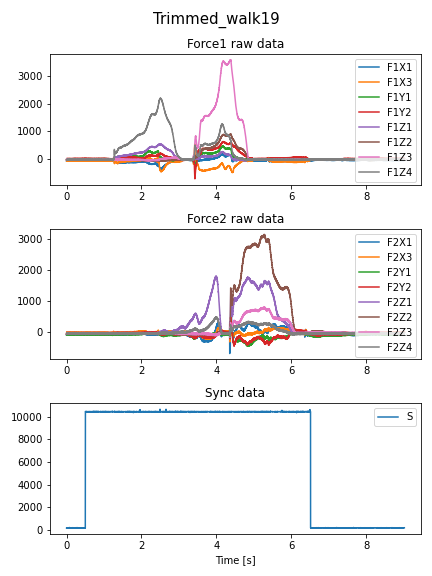 Trimmed_walk19
Force1 raw data
3000
2000
1000
0
0 2 4 6 8
F1X1
F1X3
F1Y1
F1Y2
F1Z1
F1Z2
F1Z3
F1Z4
Force2 raw data
3000
2000
1000
0
0 2 4 6 8
F2X1
F2X3
F2Y1
F2Y2
F2Z1
F2Z2
F2Z3
F2Z4
Sync data
10000
8000
6000
4000
2000
0
0 2 4 6 8
S
Time [s]